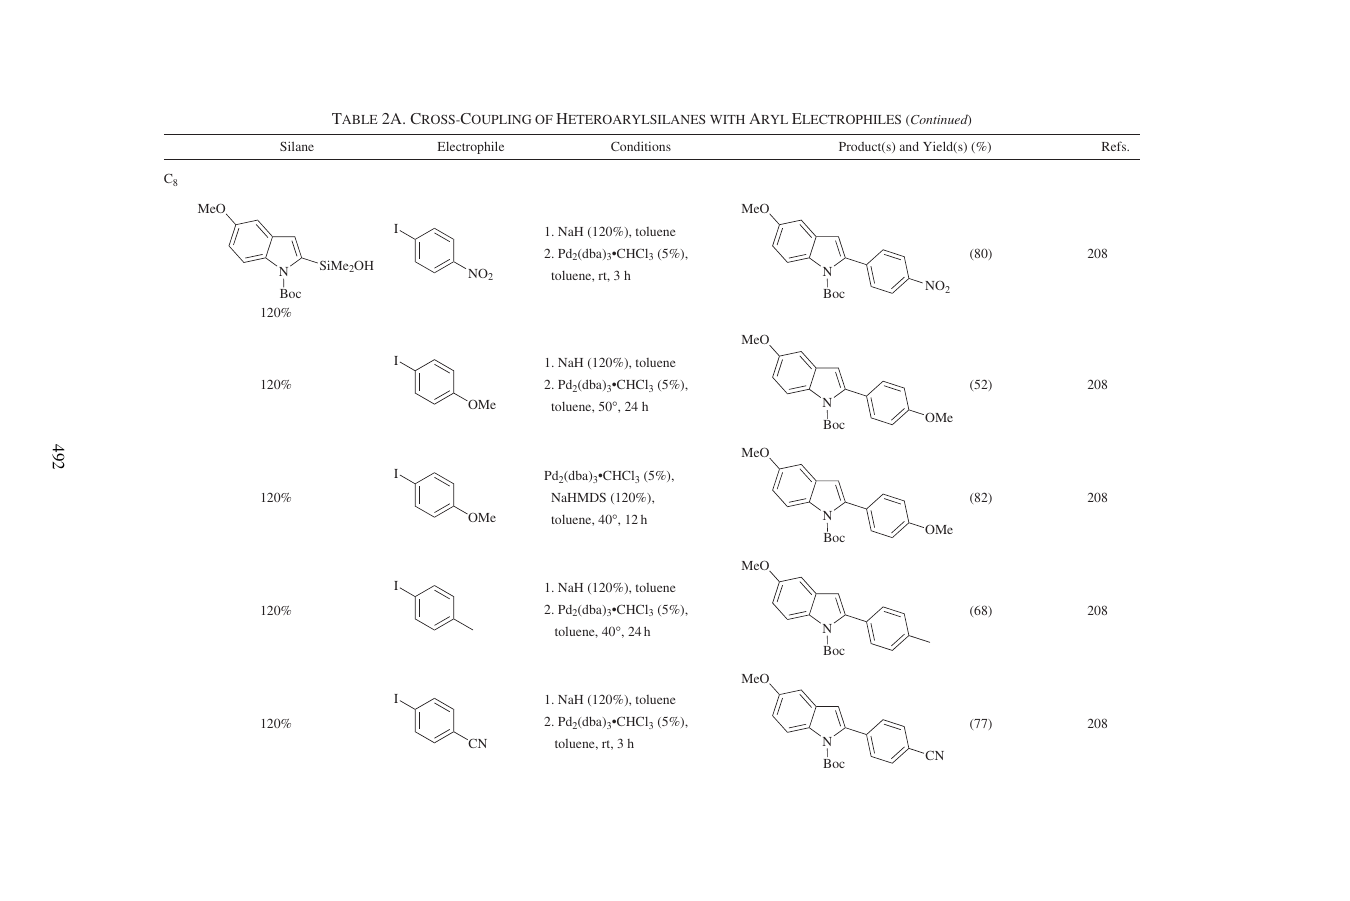 TABLE 2A. CROSS-COUPLING OF HETEROARYLSILANES WITH ARYL ELECTROPHILES (Continued)
Silane Electrophile Conditions Product(s) and Yield(s) (%) Refs.
C8
MeO
N
SiMe2OH
Boc
120%
I
NO2
1. NaH (120%), toluene
2. Pd2(dba)3•CHCl3 (5%),
toluene, rt, 3 h
MeO
N
Boc
NO2
(80)
208
120%
I
OMe
1. NaH (120%), toluene
2. Pd2(dba)3•CHCl3 (5%),
toluene, 50°, 24 h
MeO
N
Boc
OMe
(52)
208
120%
I
OMe
Pd2(dba)3•CHCl3 (5%),
NaHMDS (120%),
toluene, 40°, 12 h
MeO
N
Boc
OMe
(82)
208
120%
I
1. NaH (120%), toluene
2. Pd2(dba)3•CHCl3 (5%),
toluene, 40°, 24 h
MeO
N
Boc
(68)
208
120%
I
CN
1. NaH (120%), toluene
2. Pd2(dba)3•CHCl3 (5%),
toluene, rt, 3 h
MeO
N
Boc
CN
(77)
208
492